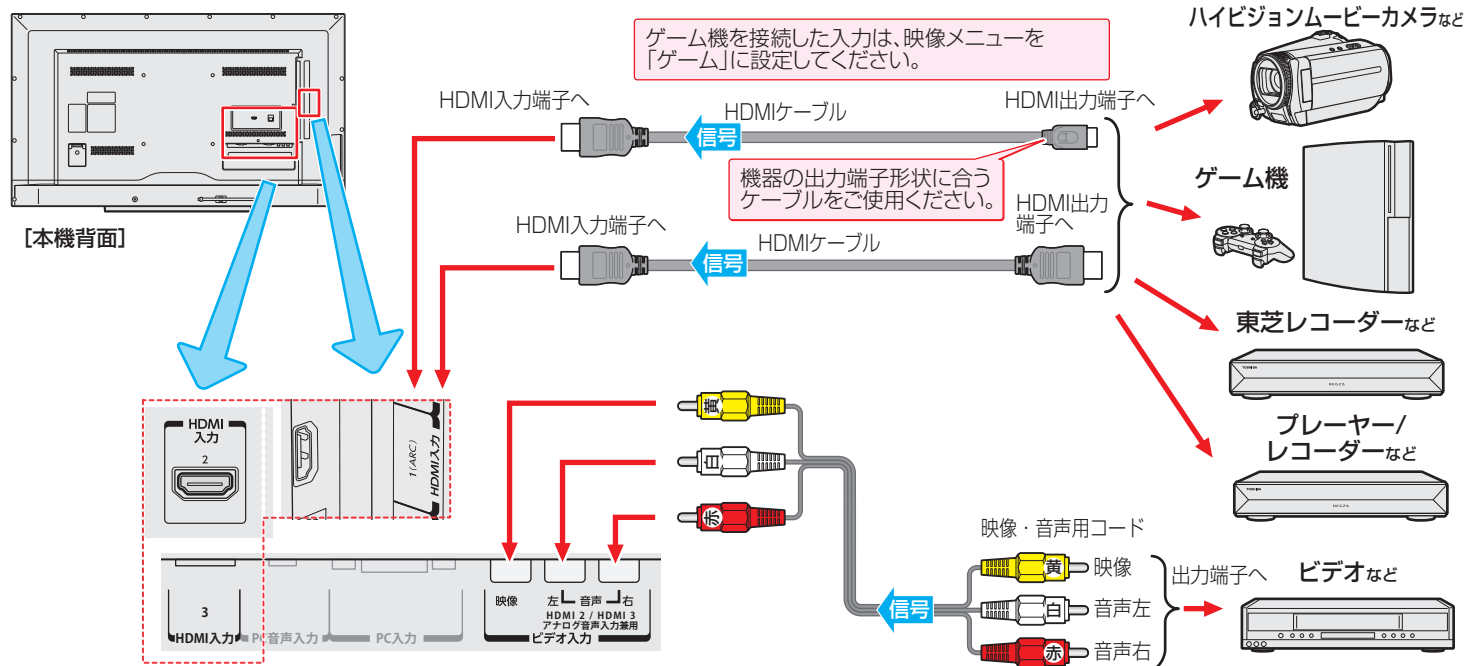 ハイビジョンムービーカメラなど
ゲーム機を接続した入力は、映像メニューを
「ゲーム」に設定してください。
HDMI入力端子へ
HDMIケーブル
HDMI出力端子へ
信号
機器の出力端子形状に合う
ケーブルをご使用ください。
ゲーム機
[本機背面]
HDMI入力端子へ
HDMIケーブル
HDMI出力
端子へ
信号
東芝レコーダーなど
TOSHIBA
REGZA
プレーヤー/
レコーダーなど
TOSHIBA
REGZA
HDMI
入力
2
1(ARC)
HDMI入力
黄
白
赤
映像・音声用コード
黄 映像
白 音声左
赤 音声右
信号
出力端子へ
ビデオなど
3
HDMI入力
PC音声入力
PC入力
映像
左 音声 右
HDMI 2 / HDMI 3
アナログ音声入力兼用
ビデオ入力